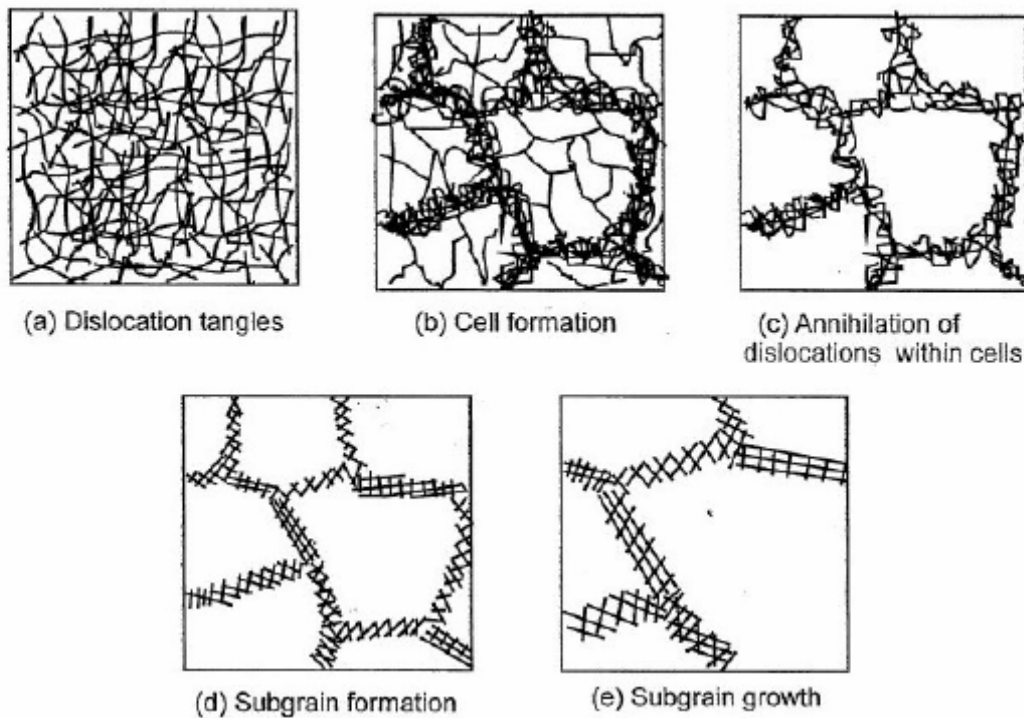 (a) Dislocation tangles
(b) Cell formation
(c) Annihilation of
dislocations within cells
(d) Subgrain formation
(e) Subgrain growth